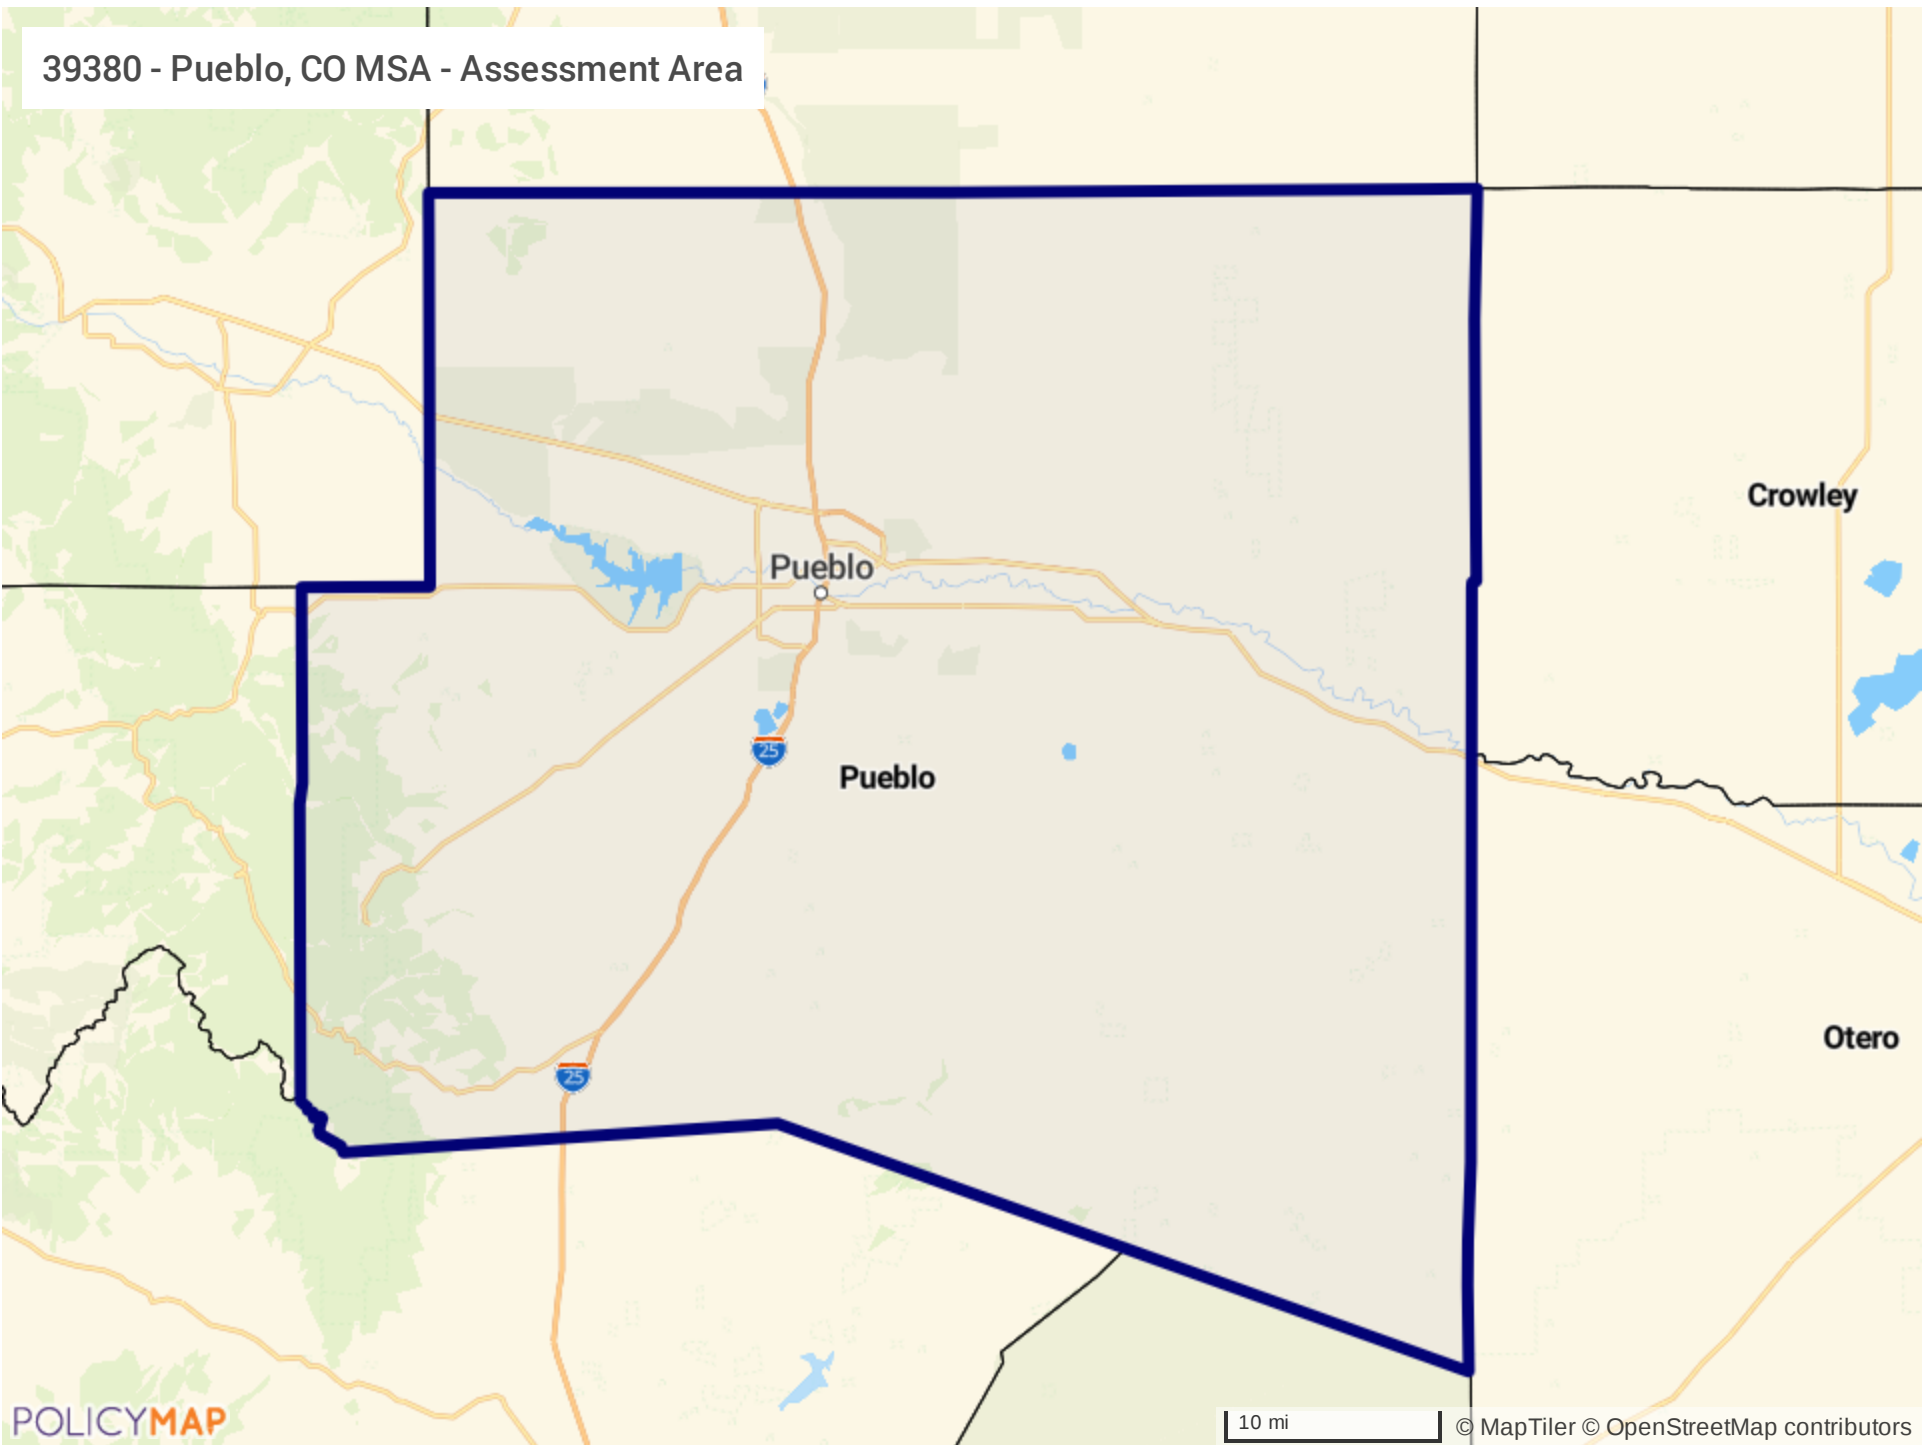 39380 - Pueblo, CO MSA - Assessment Area
Crowley
Pueblo
25
Pueblo
Otero
25
POLICYMAP
10 mi
© MapTiler © OpenStreetMap contributors